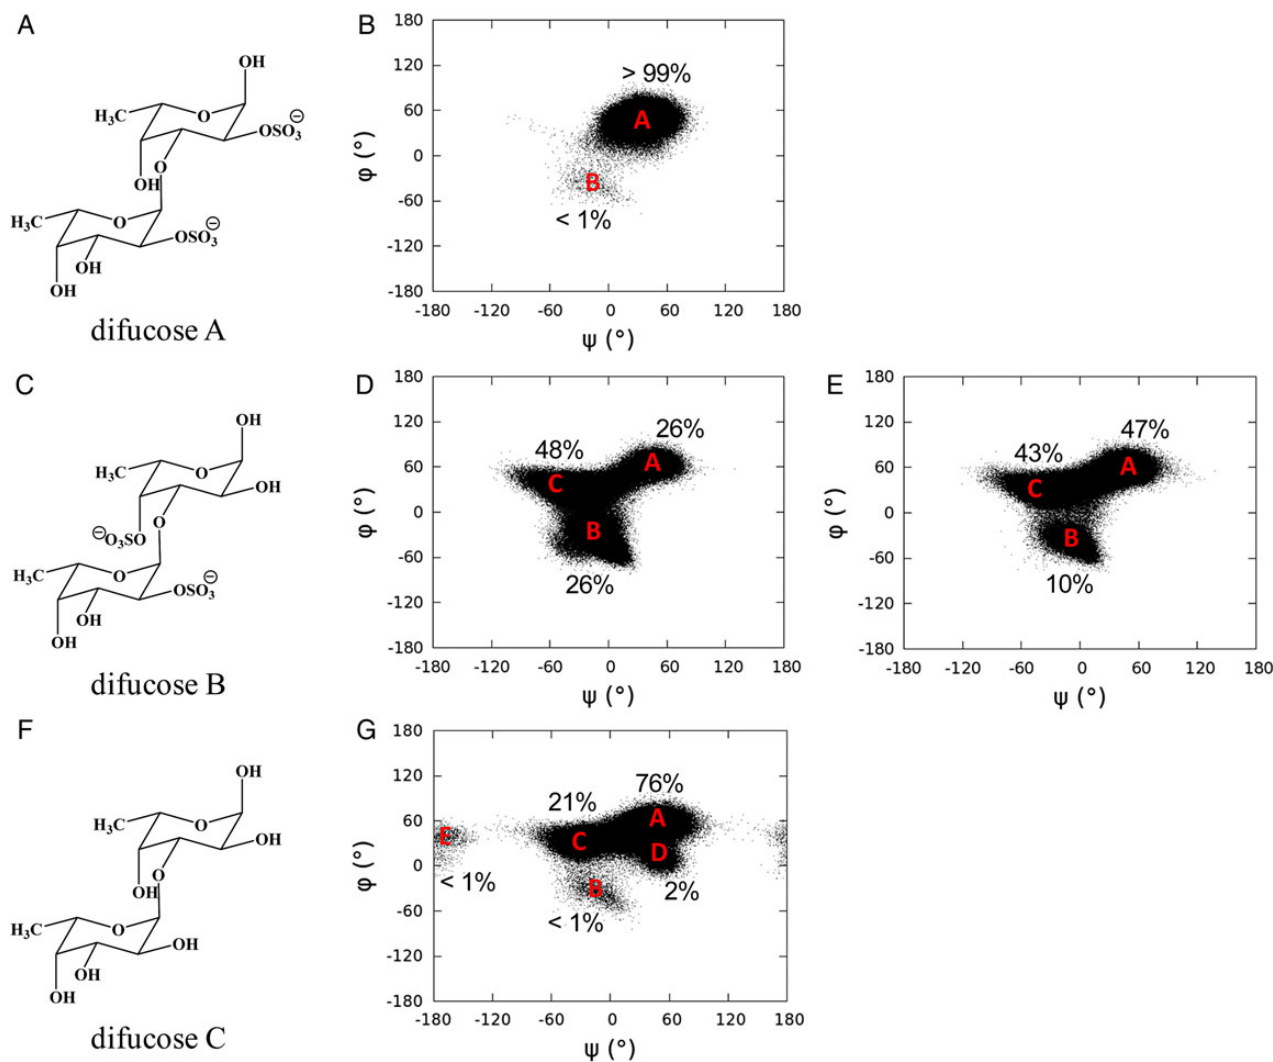 A
OH
H₃C
O
OSO₃⊖
O
OH
H₃C
O
OSO₃⊖
OH
OH
difucose A
B
180
120
60
0
-60
-120
-180
φ (°)
> 99%
A
B
< 1%
-180 -120 -60 0 60 120 180
ψ (°)
C
OH
H₃C
O
OH
O
⊖O₃SO
H₃C
O
OSO₃⊖
OH
OH
difucose B
D
180
120
60
0
-60
-120
-180
φ (°)
26%
48%
A
C
B
26%
-180 -120 -60 0 60 120 180
ψ (°)
E
180
120
60
0
-60
-120
-180
φ (°)
47%
43%
A
C
B
10%
-180 -120 -60 0 60 120 180
ψ (°)
F
OH
H₃C
O
OH
O
OH
H₃C
O
OH
OH
OH
difucose C
G
180
120
60
0
-60
-120
-180
φ (°)
76%
21%
A
E
C
D
< 1%
B
2%
< 1%
-180 -120 -60 0 60 120 180
ψ (°)